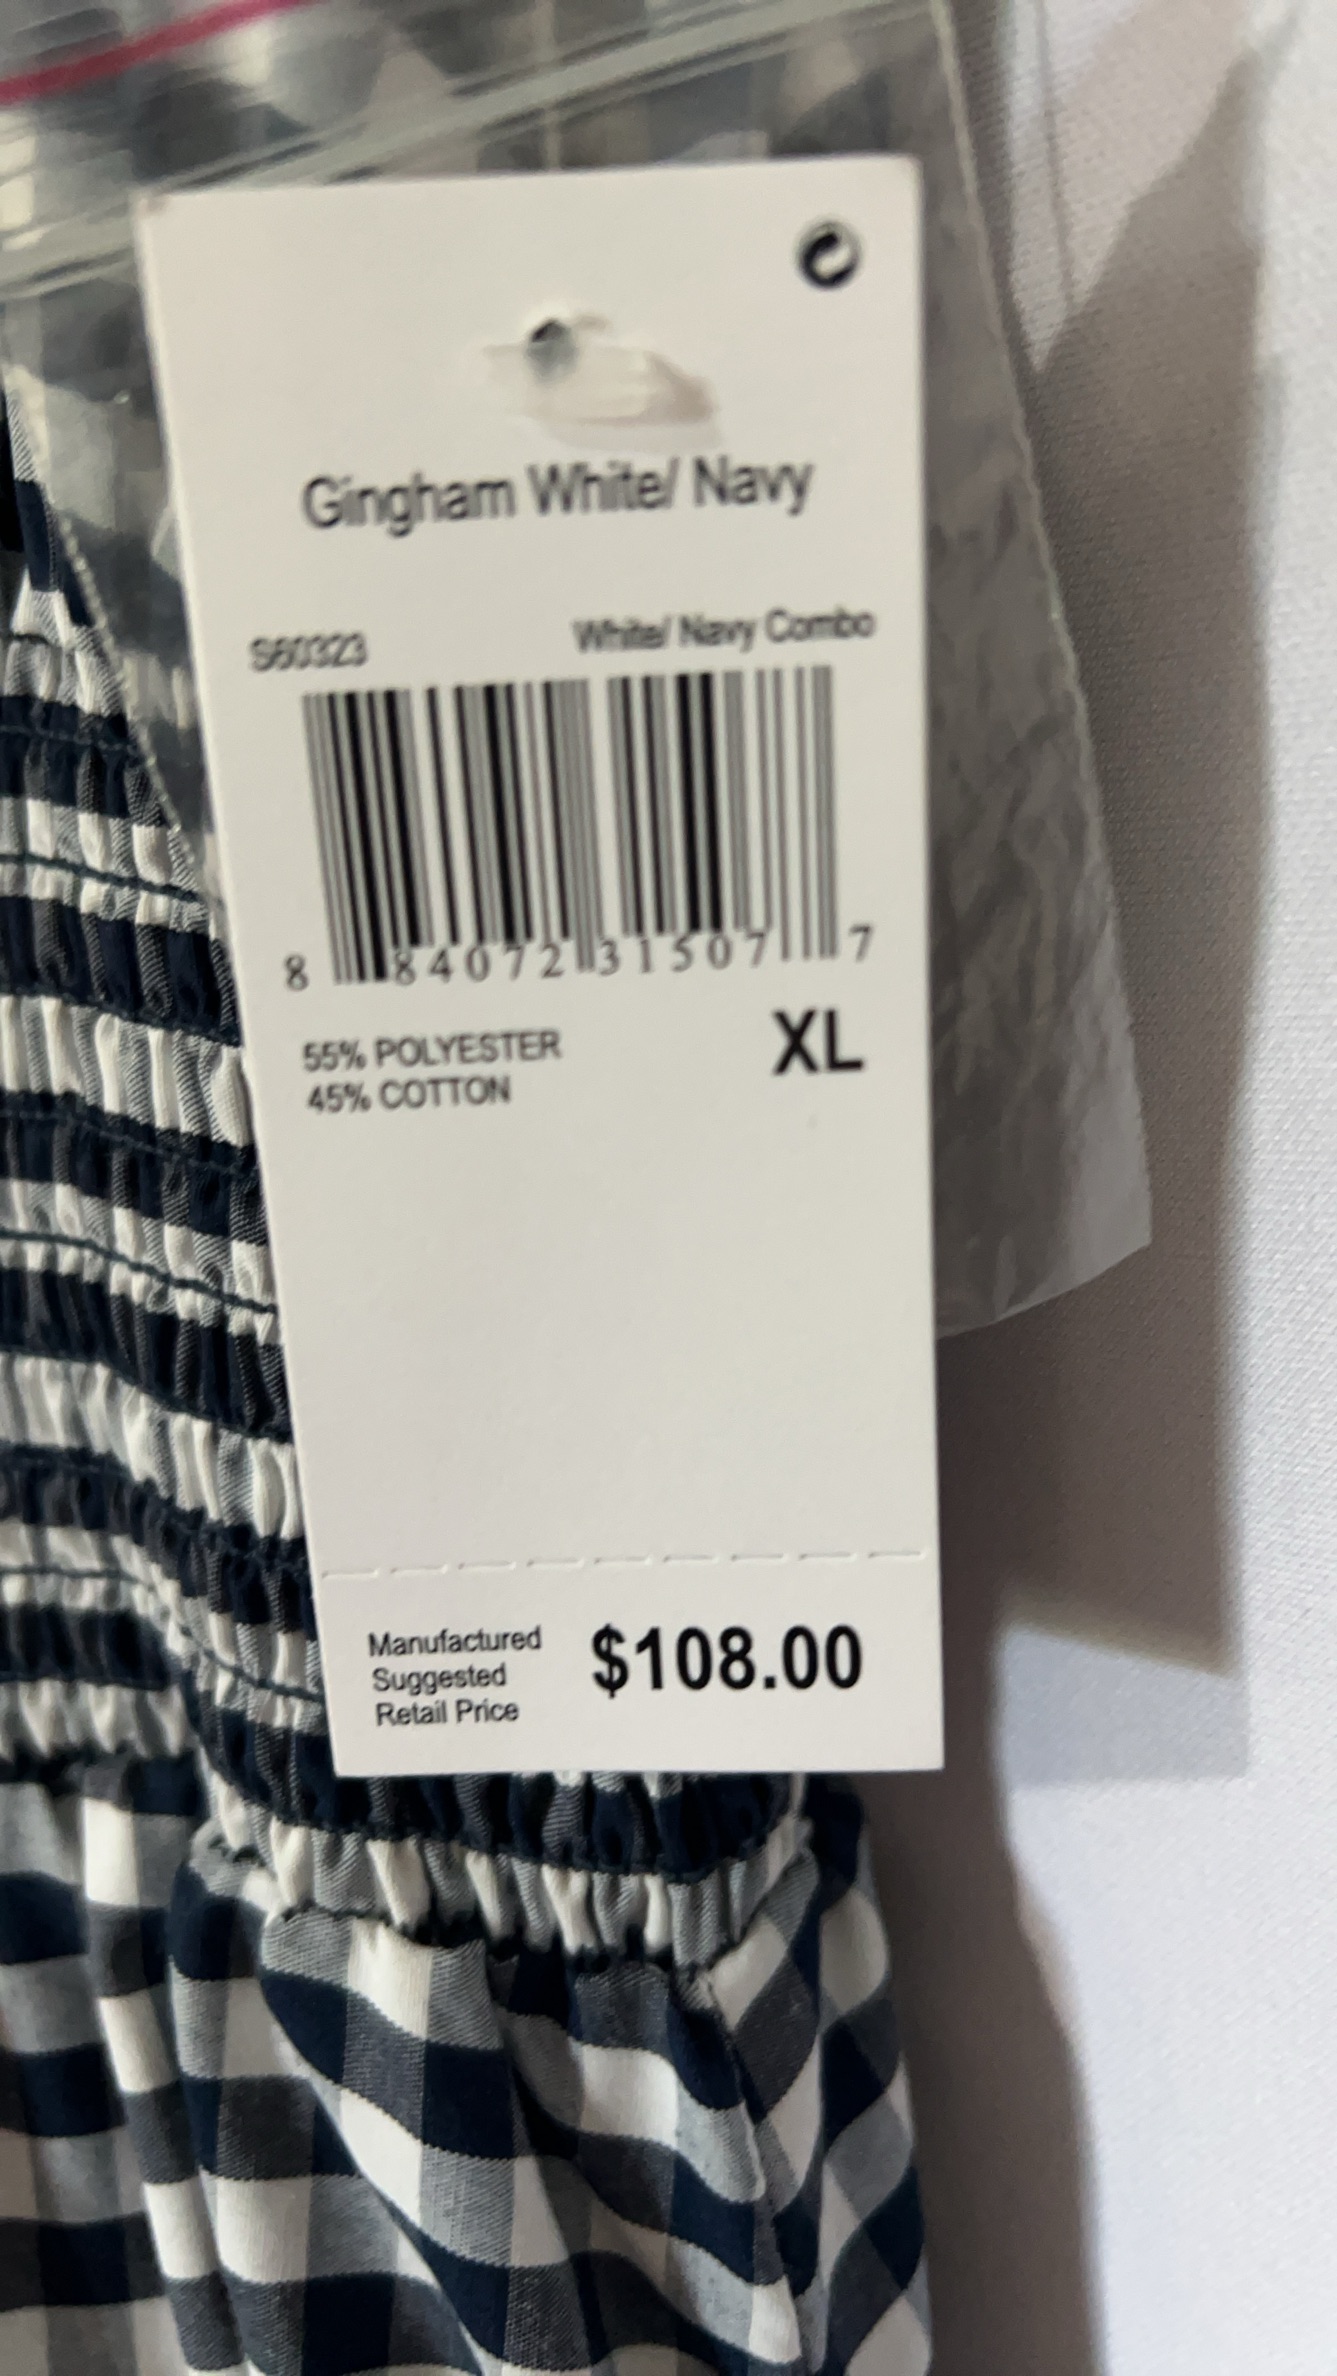 Gingham White/ Navy
S60323 White/ Navy Combo
8 84072 31507 7
XL
55% POLYESTER
45% COTTON
Manufactured
Suggested
Retail Price
$108.00